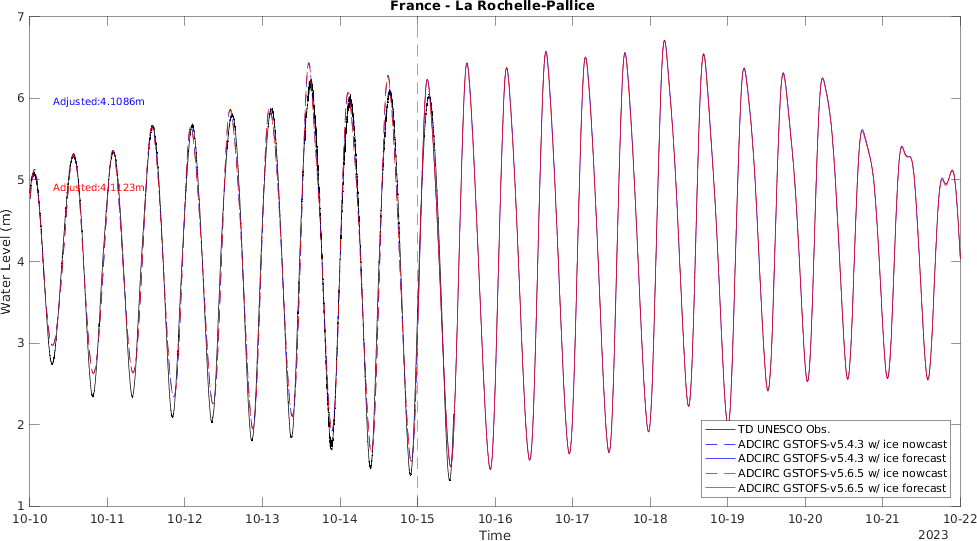 France - La Rochelle-Pallice
Water Level (m)
7
6
5
4
3
2
1
Adjusted:4.1086m
Adjusted:4.1123m
TD UNESCO Obs.
ADCIRC GSTOFS-v5.4.3 w/ ice nowcast
ADCIRC GSTOFS-v5.4.3 w/ ice forecast
ADCIRC GSTOFS-v5.6.5 w/ ice nowcast
ADCIRC GSTOFS-v5.6.5 w/ ice forecast
10-10 10-11 10-12 10-13 10-14 10-15 10-16 10-17 10-18 10-19 10-20 10-21 10-22
Time
2023